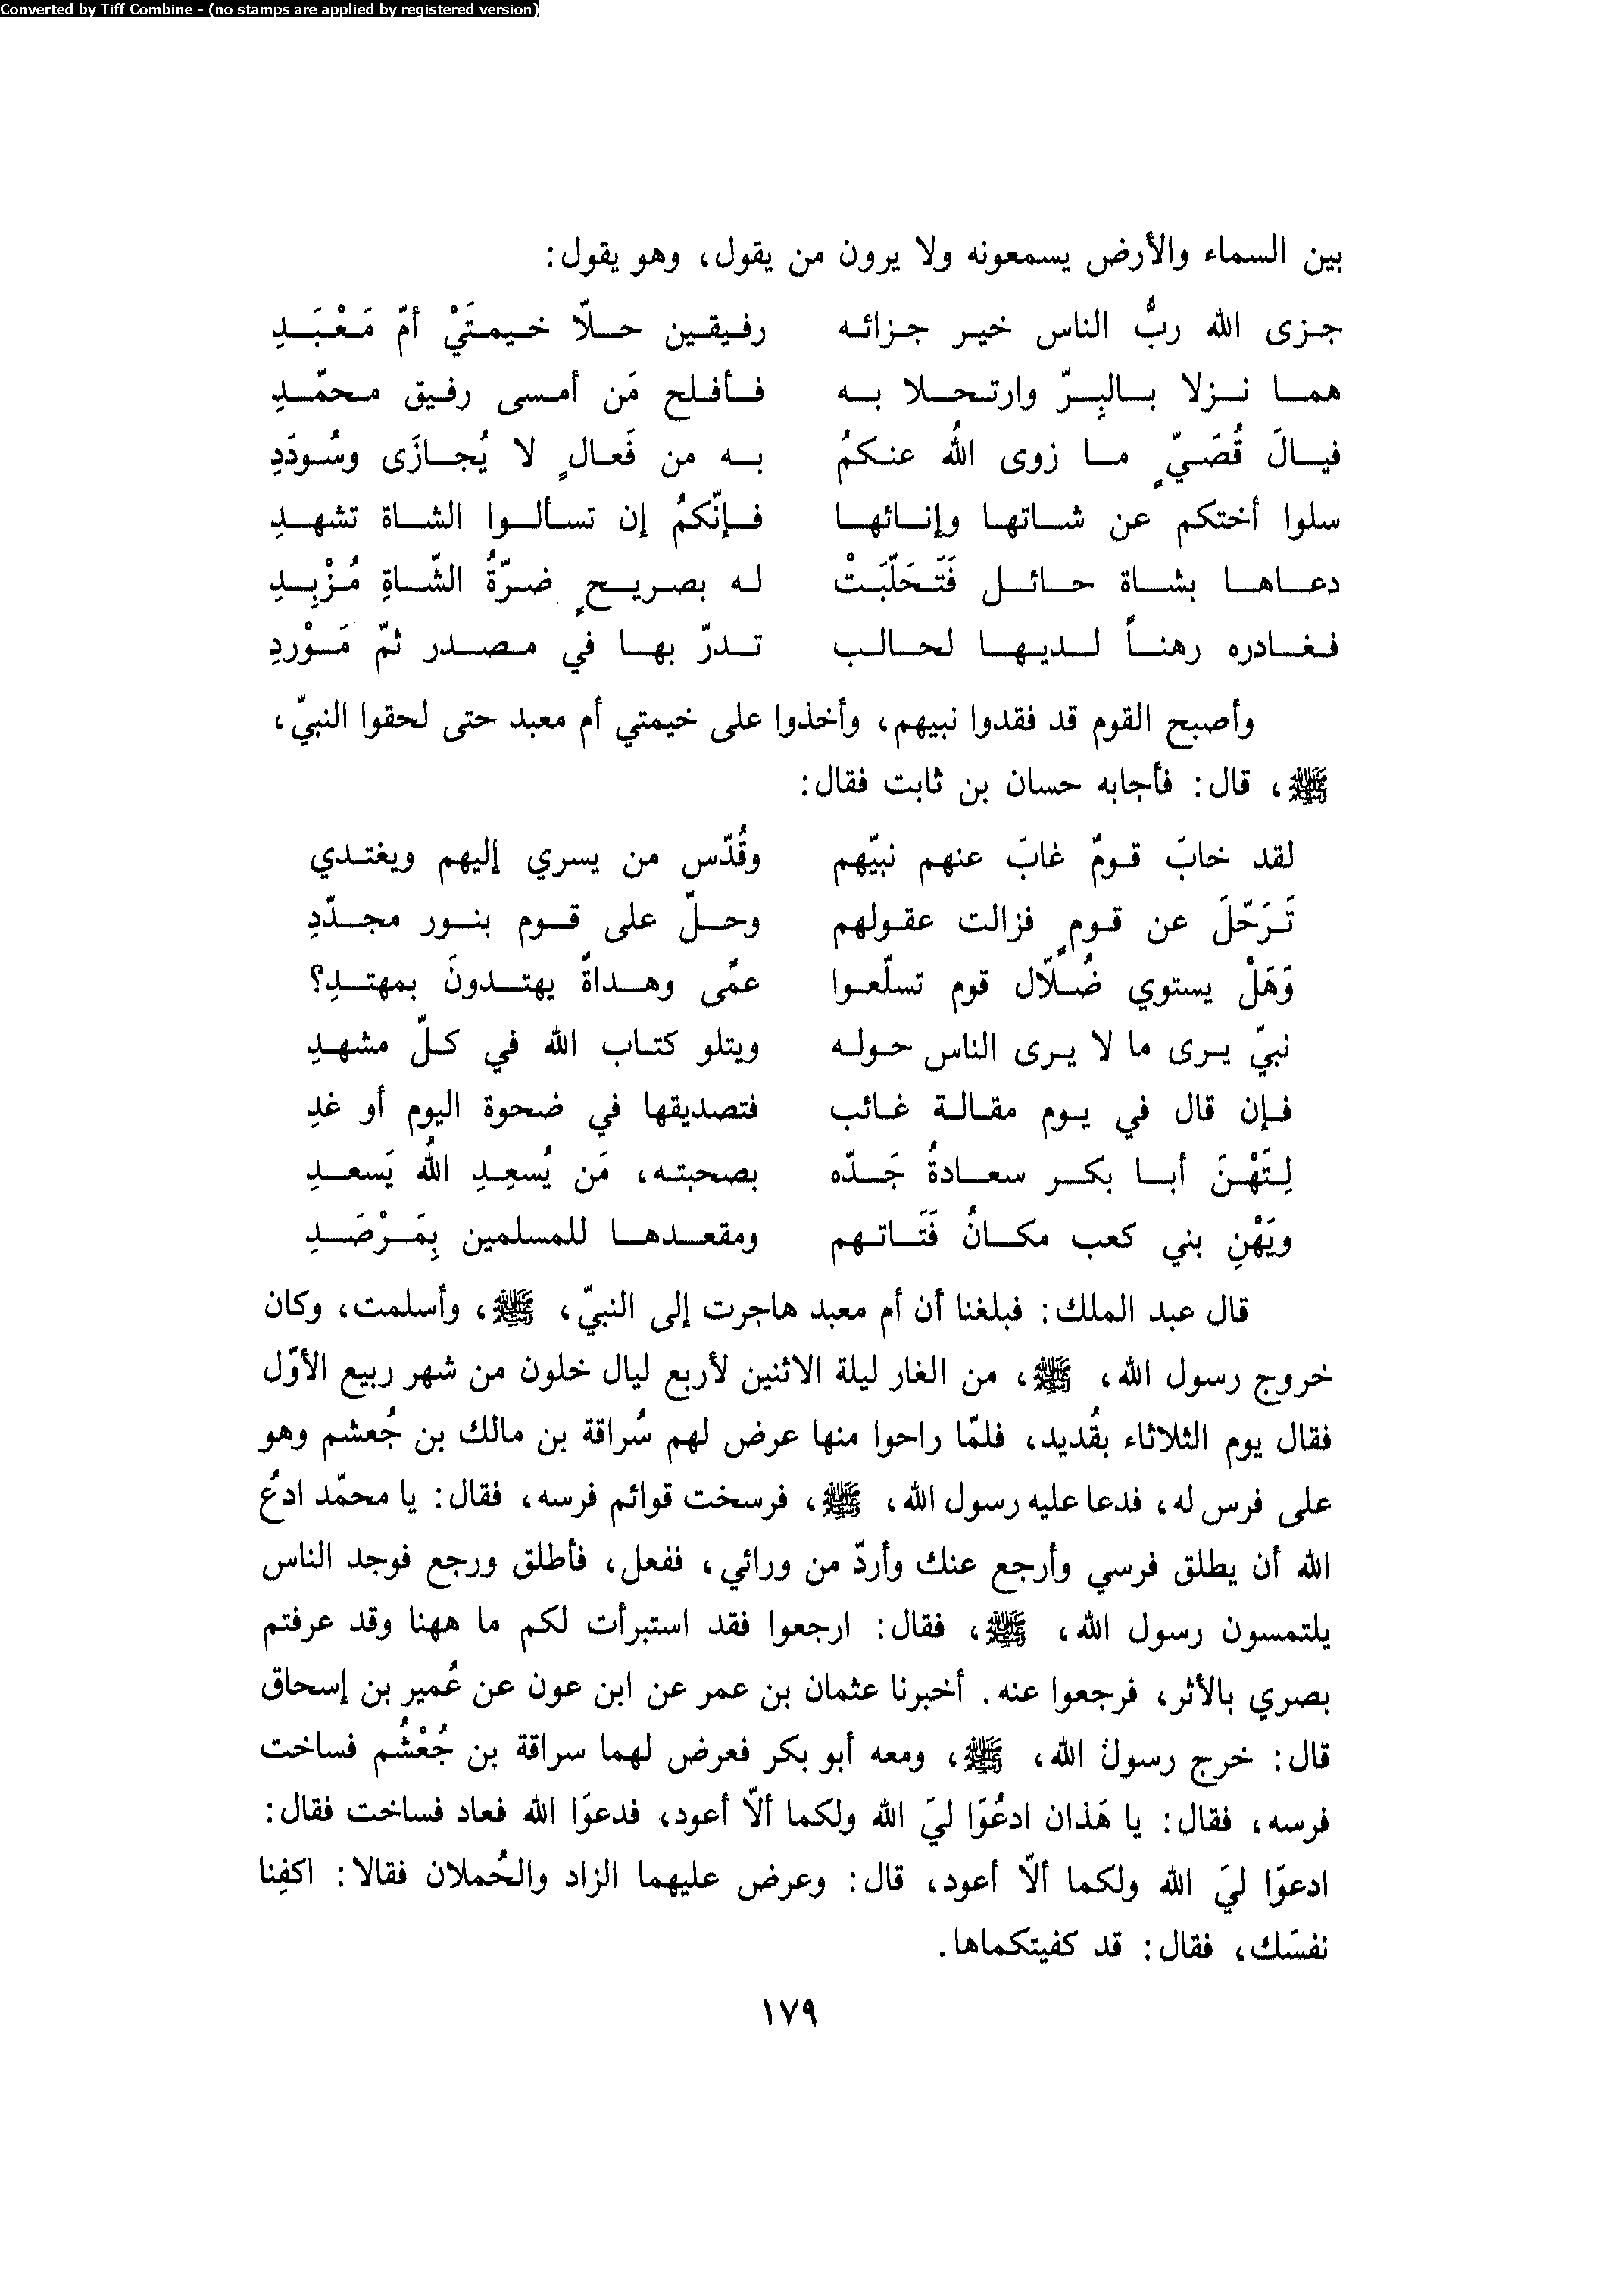 Converted by Tiff Combine - (no stamps are applied by registered version)
بين السماء والأرض يسمعونه ولا يرون من يقول، وهو يقول:
جزى الله ربُّ الناس خير جزائه رفيقين حلّا خيمتَيْ أمّ مَعْبَدِ
هما نزلا بالبِرّ وارتحلا به فأفلح مَن أمسى رفيق محمّدِ
فيالَ قُصَيّ ما زوى اللهُ عنكمُ به من فَعالٍ لا يُجازَى وسُودَدِ
سلوا أختكم عن شاتها وإنائها فإنّكمُ إن تسألوا الشاة تشهدِ
دعاها بشاة حائل فَتَحَلّبَتْ له بصريحٍ ضرّةُ الشّاةِ مُزْبِدِ
فغادره رهناً لديها لحالب تدرّ بها في مصدر ثمّ مَوْردِ
وأصبح القوم قد فقدوا نبيهم، وأخذوا على خيمتي أم معبد حتى لحقوا النبيّ،
ﷺ، قال: فأجابه حسان بن ثابت فقال:
لقد خابَ قومٌ غابَ عنهم نبيّهم وقُدّس من يسري إليهم ويغتدي
تَرَحّلَ عن قومٍ فزالت عقولهم وحلّ على قوم بنور مجدّدِ
وَهَلْ يستوي ضُلّال قوم تسلّعوا عمًى وهداةٌ يهتدونَ بمهتدِ؟
نبيّ يرى ما لا يرى الناس حوله ويتلو كتاب الله في كلّ مشهدِ
فإن قال في يوم مقالة غائب فتصديقها في ضحوة اليوم أو غدِ
لِتَهْنَ أبا بكر سعادةُ جَدّه بصحبته، مَن يُسعِدِ اللهُ يَسعدِ
ويَهْنِ بني كعب مكانُ فَتَاتهم ومقعدها للمسلمين بِمَرْصَدِ
قال عبد الملك: فبلغنا أن أم معبد هاجرت إلى النبيّ، ﷺ، وأسلمت، وكان
خروج رسول الله، ﷺ، من الغار ليلة الاثنين لأربع ليال خلون من شهر ربيع الأوّل
فقال يوم الثلاثاء بقُديد، فلمّا راحوا منها عرض لهم سُراقة بن مالك بن جُعشم وهو
على فرس له، فدعا عليه رسول الله، ﷺ، فرسخت قوائم فرسه، فقال: يا محمّد ادعُ
الله أن يطلق فرسي وأرجع عنك وأردّ من ورائي، ففعل، فأطلق ورجع فوجد الناس
يلتمسون رسول الله، ﷺ، فقال: ارجعوا فقد استبرأت لكم ما ههنا وقد عرفتم
بصري بالأثر، فرجعوا عنه. أخبرنا عثمان بن عمر عن ابن عون عن عُمير بن إسحاق
قال: خرج رسولُ الله، ﷺ، ومعه أبو بكر فعرض لهما سراقة بن جُعْشُم فساخت
فرسه، فقال: يا هَذان ادعُوَا ليَ الله ولكما ألّا أعود، فدعوَا الله فعاد فساخت فقال:
ادعوَا ليَ الله ولكما ألّا أعود، قال: وعرض عليهما الزاد والحُملان فقالا: اكفِنا
نفسَك، فقال: قد كفيتكماها.
١٧٩